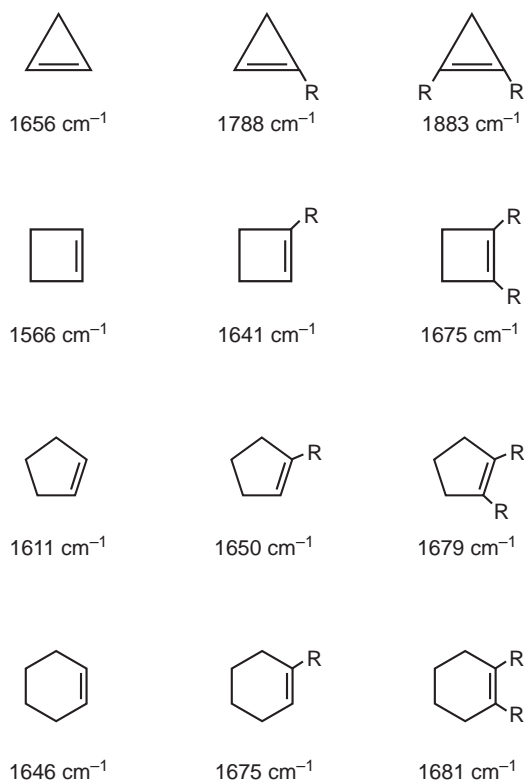 R
R R
1656 cm⁻¹ 1788 cm⁻¹ 1883 cm⁻¹
R R
R
1566 cm⁻¹ 1641 cm⁻¹ 1675 cm⁻¹
R R
R
1611 cm⁻¹ 1650 cm⁻¹ 1679 cm⁻¹
R R
R
1646 cm⁻¹ 1675 cm⁻¹ 1681 cm⁻¹